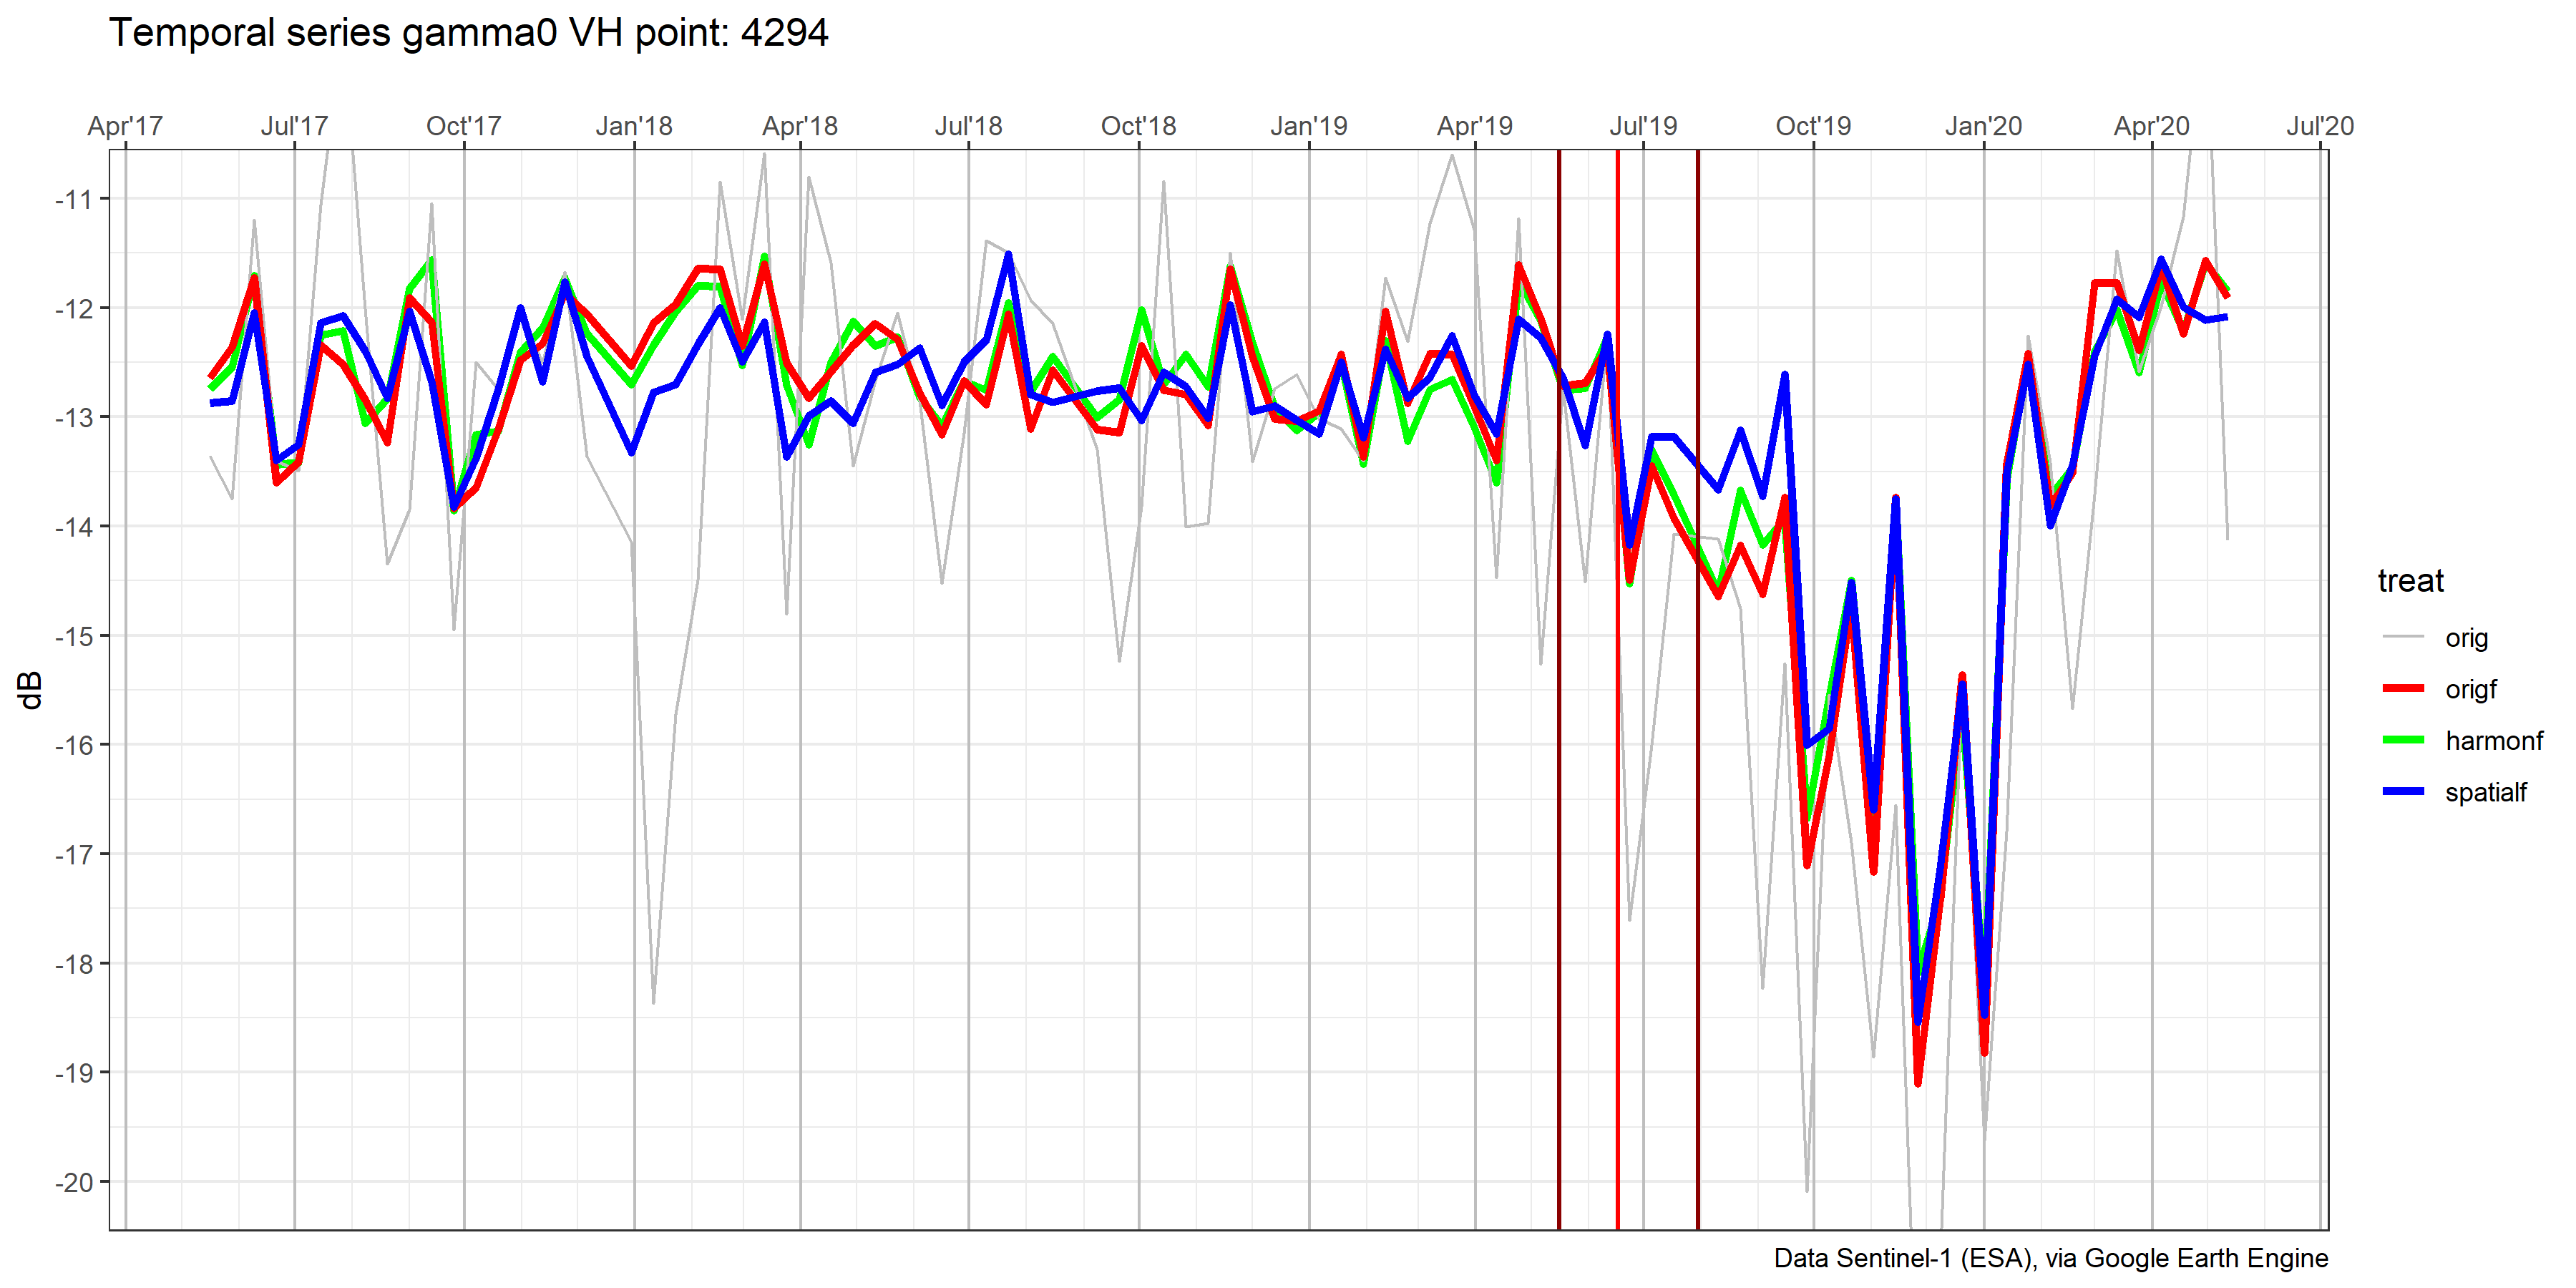 Temporal series gamma0 VH point: 4294
Apr'17 Jul'17 Oct'17 Jan'18 Apr'18 Jul'18 Oct'18 Jan'19 Apr'19 Jul'19 Oct'19 Jan'20 Apr'20 Jul'20
-11
-12
-13
-14
-15
-16
-17
-18
-19
-20
dB
treat
orig
origf
harmonf
spatialf
Data Sentinel-1 (ESA), via Google Earth Engine